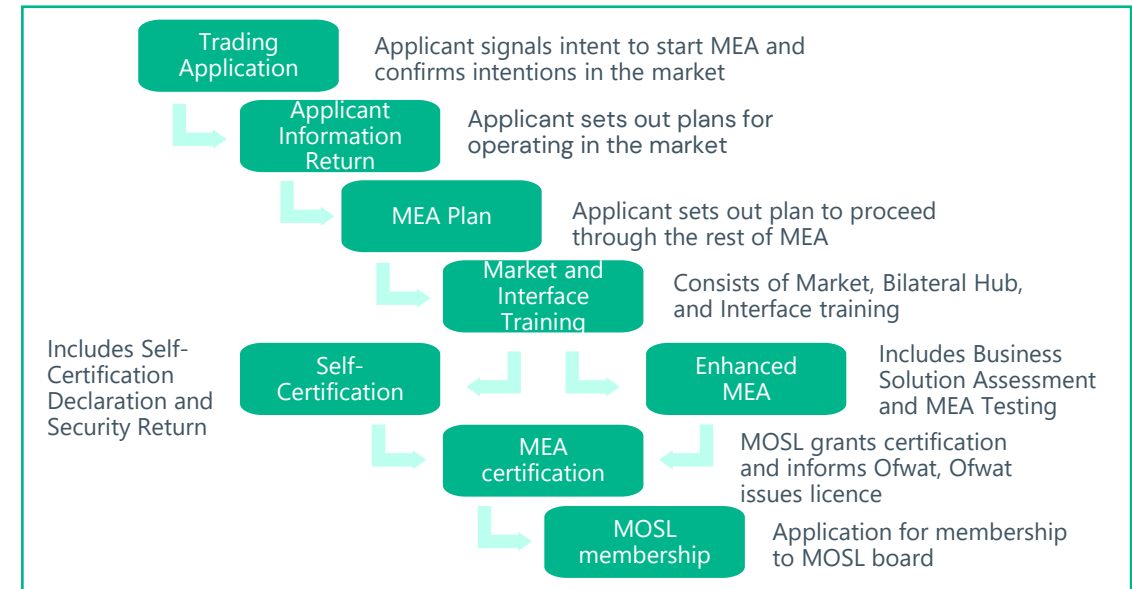 Trading
Application
Applicant signals intent to start MEA and
confirms intentions in the market
Applicant
Information
Return
Applicant sets out plans for
operating in the market
MEA Plan
Applicant sets out plan to proceed
through the rest of MEA
Market and
Interface
Training
Consists of Market, Bilateral Hub,
and Interface training
Includes Self-
Certification
Declaration and
Security Return
Self-
Certification
Enhanced
MEA
Includes Business
Solution Assessment
and MEA Testing
MEA
certification
MOSL grants certification
and informs Ofwat, Ofwat
issues licence
MOSL
membership
Application for membership
to MOSL board